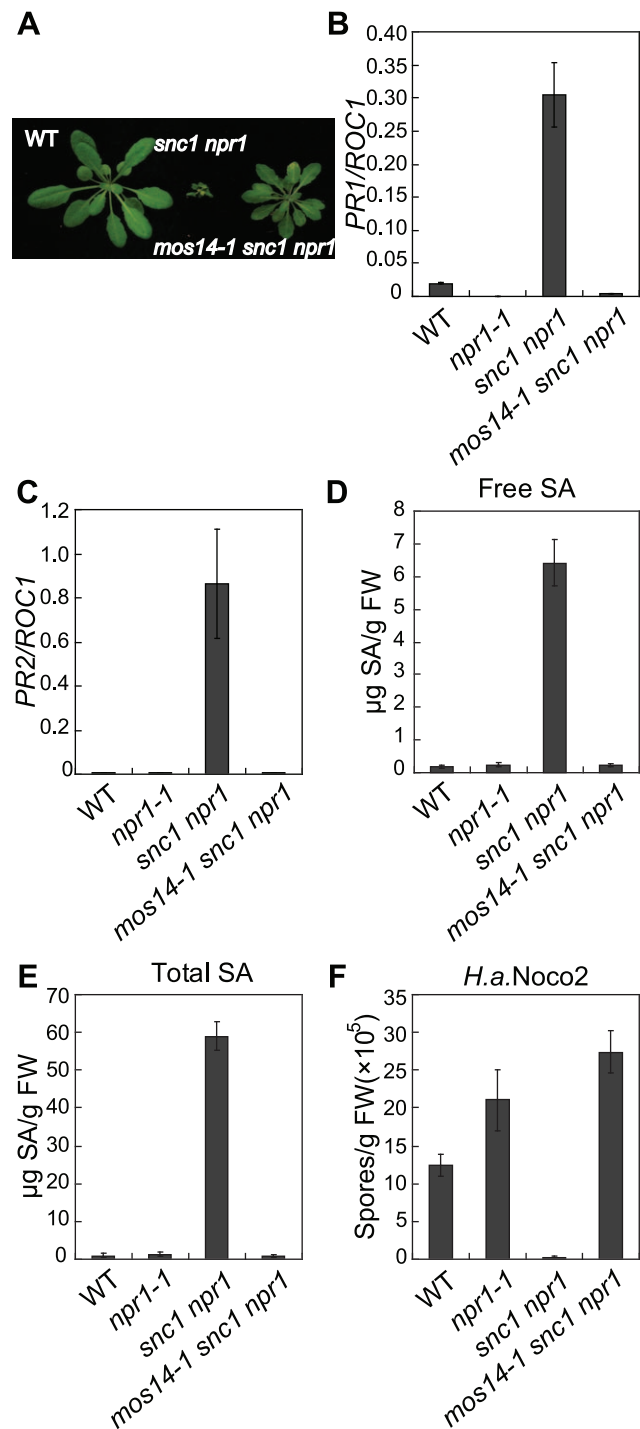 A
WT
snc1 npr1
mos14-1 snc1 npr1
B
PR1/ROC1
0.40
0.35
0.30
0.25
0.20
0.15
0.10
0.05
0
WT
npr1-1
snc1 npr1
mos14-1 snc1 npr1
C
PR2/ROC1
1.2
1.0
0.8
0.6
0.4
0.2
0
WT
npr1-1
snc1 npr1
mos14-1 snc1 npr1
D
Free SA
µg SA/g FW
8
7
6
5
4
3
2
1
0
WT
npr1-1
snc1 npr1
mos14-1 snc1 npr1
E
Total SA
µg SA/g FW
70
60
50
40
30
20
10
0
WT
npr1-1
snc1 npr1
mos14-1 snc1 npr1
F
H.a.Noco2
Spores/g FW(×10⁵)
35
30
25
20
15
10
5
0
WT
npr1-1
snc1 npr1
mos14-1 snc1 npr1